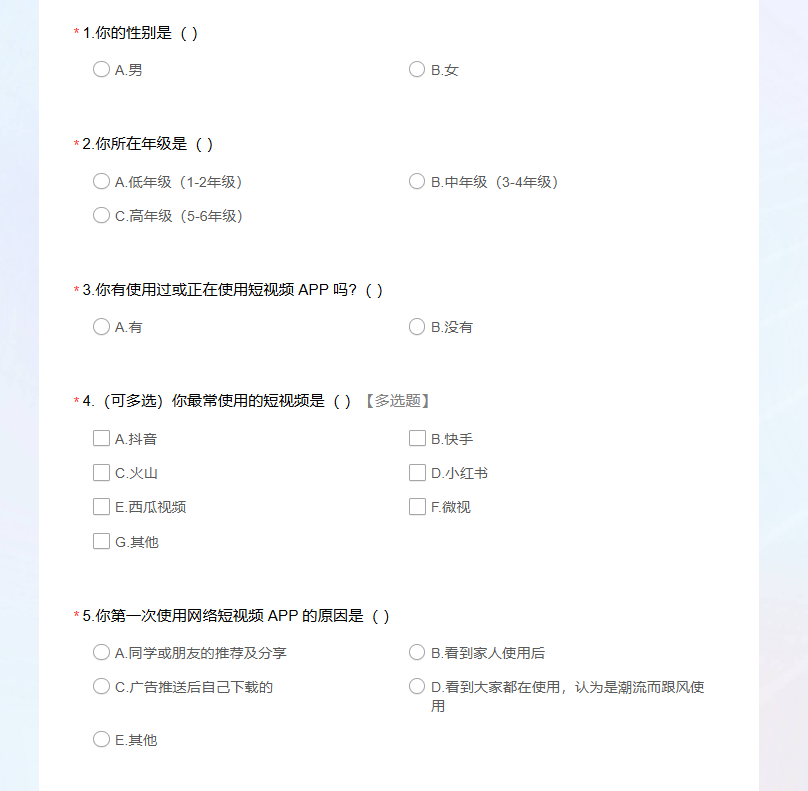 *1.你的性别是（ ）
A.男 B.女
*2.你所在年级是（ ）
A.低年级（1-2年级） B.中年级（3-4年级）
C.高年级（5-6年级）
*3.你有使用过或正在使用短视频 APP 吗?（ ）
A.有 B.没有
*4.（可多选）你最常使用的短视频是（ ）【多选题】
A.抖音 B.快手
C.火山 D.小红书
E.西瓜视频 F.微视
G.其他
*5.你第一次使用网络短视频 APP 的原因是（ ）
A.同学或朋友的推荐及分享 B.看到家人使用后
C.广告推送后自己下载的 D.看到大家都在使用，认为是潮流而跟风使
用
E.其他